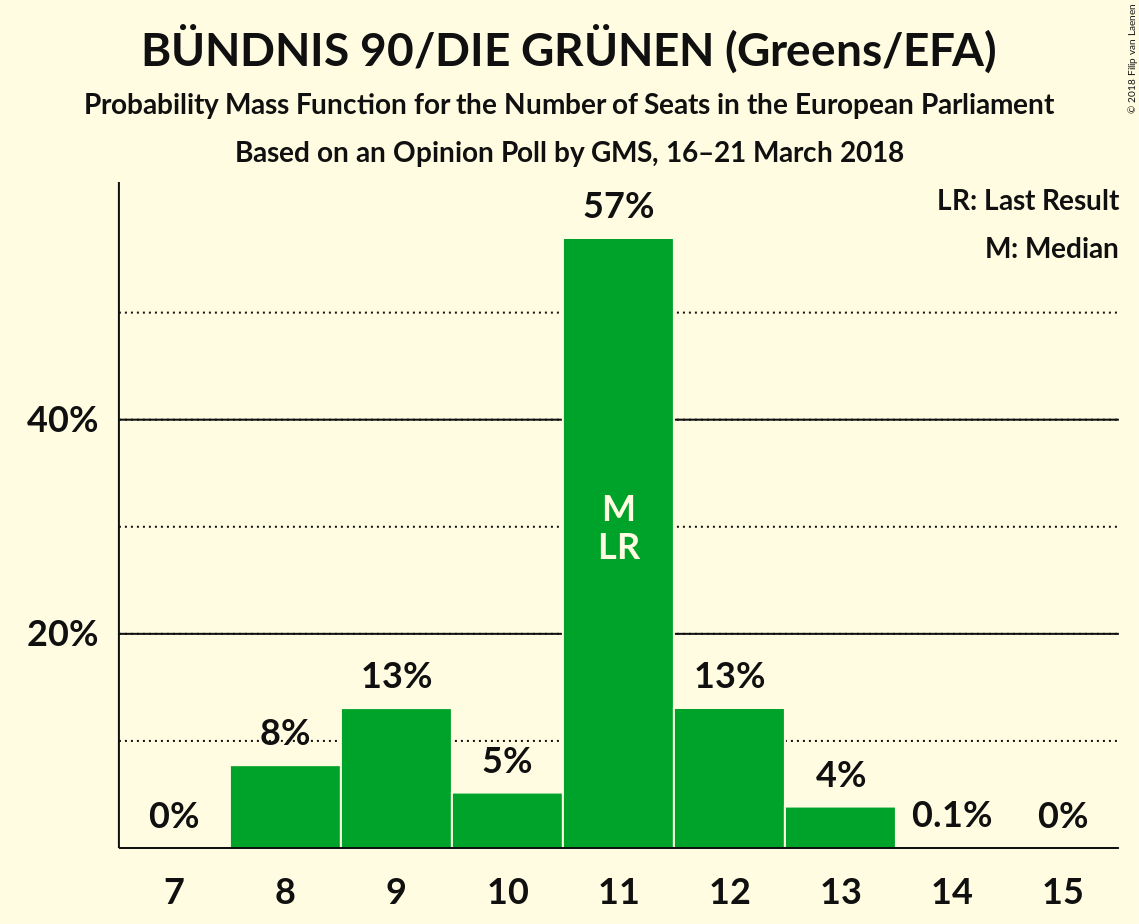 BÜNDNIS 90/DIE GRÜNEN (Greens/EFA)
Probability Mass Function for the Number of Seats in the European Parliament
Based on an Opinion Poll by GMS, 16–21 March 2018
© 2018 Filip van Laenen
LR: Last Result
M: Median
57%
40%
M
LR
20%
13%
13%
8%
5%
4%
0%
0.1%
0%
7 8 9 10 11 12 13 14 15